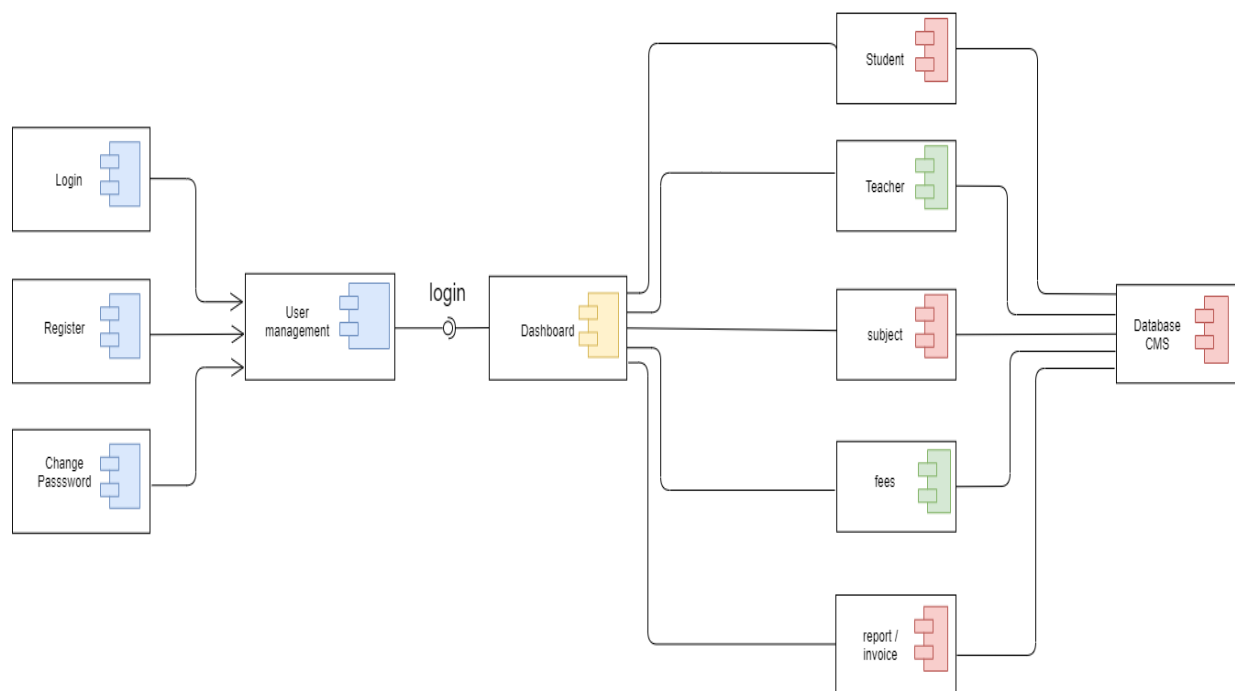 Login
Register
Change
Passsword
User
management
login
Dashboard
Student
Teacher
subject
fees
report /
invoice
Database
CMS